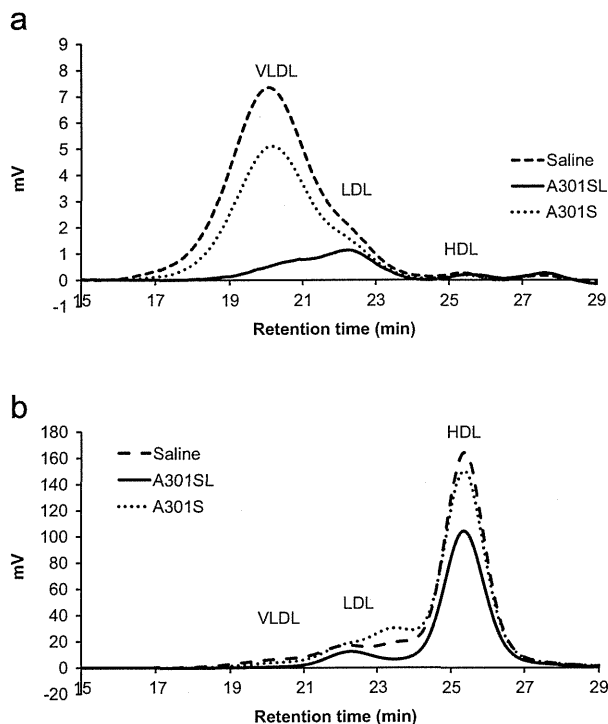 a
9
8
7
6
5
4
3
2
1
0
-1
mV
VLDL
LDL
HDL
Saline
A301SL
A301S
15 17 19 21 23 25 27 29
Retention time (min)
b
180
160
140
120
100
80
60
40
20
0
-20
mV
Saline
A301SL
A301S
VLDL
LDL
HDL
15 17 19 21 23 25 27 29
Retention time (min)